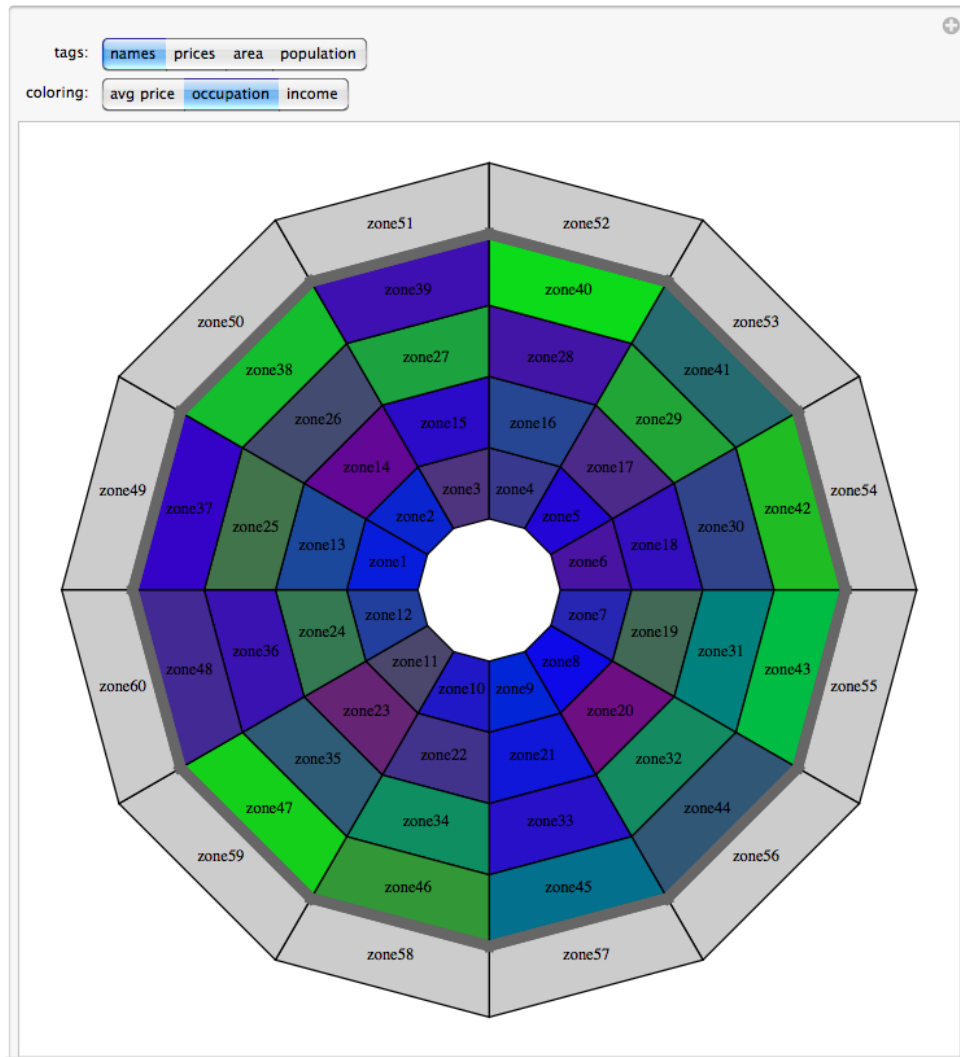 tags: names prices area population
coloring: avg price occupation income
zone51 zone52
zone39 zone40
zone50 zone53
zone38 zone27 zone28 zone41
zone26 zone15 zone16 zone29
zone14 zone17
zone49 zone3 zone4 zone54
zone37 zone25 zone2 zone5 zone30 zone42
zone13 zone1 zone6 zone18
zone12 zone7
zone24 zone19
zone48 zone36 zone11 zone8 zone31 zone43
zone60 zone10 zone9 zone55
zone23 zone20
zone35 zone22 zone21 zone32
zone47 zone34 zone33 zone44
zone59 zone56
zone46 zone45
zone58 zone57